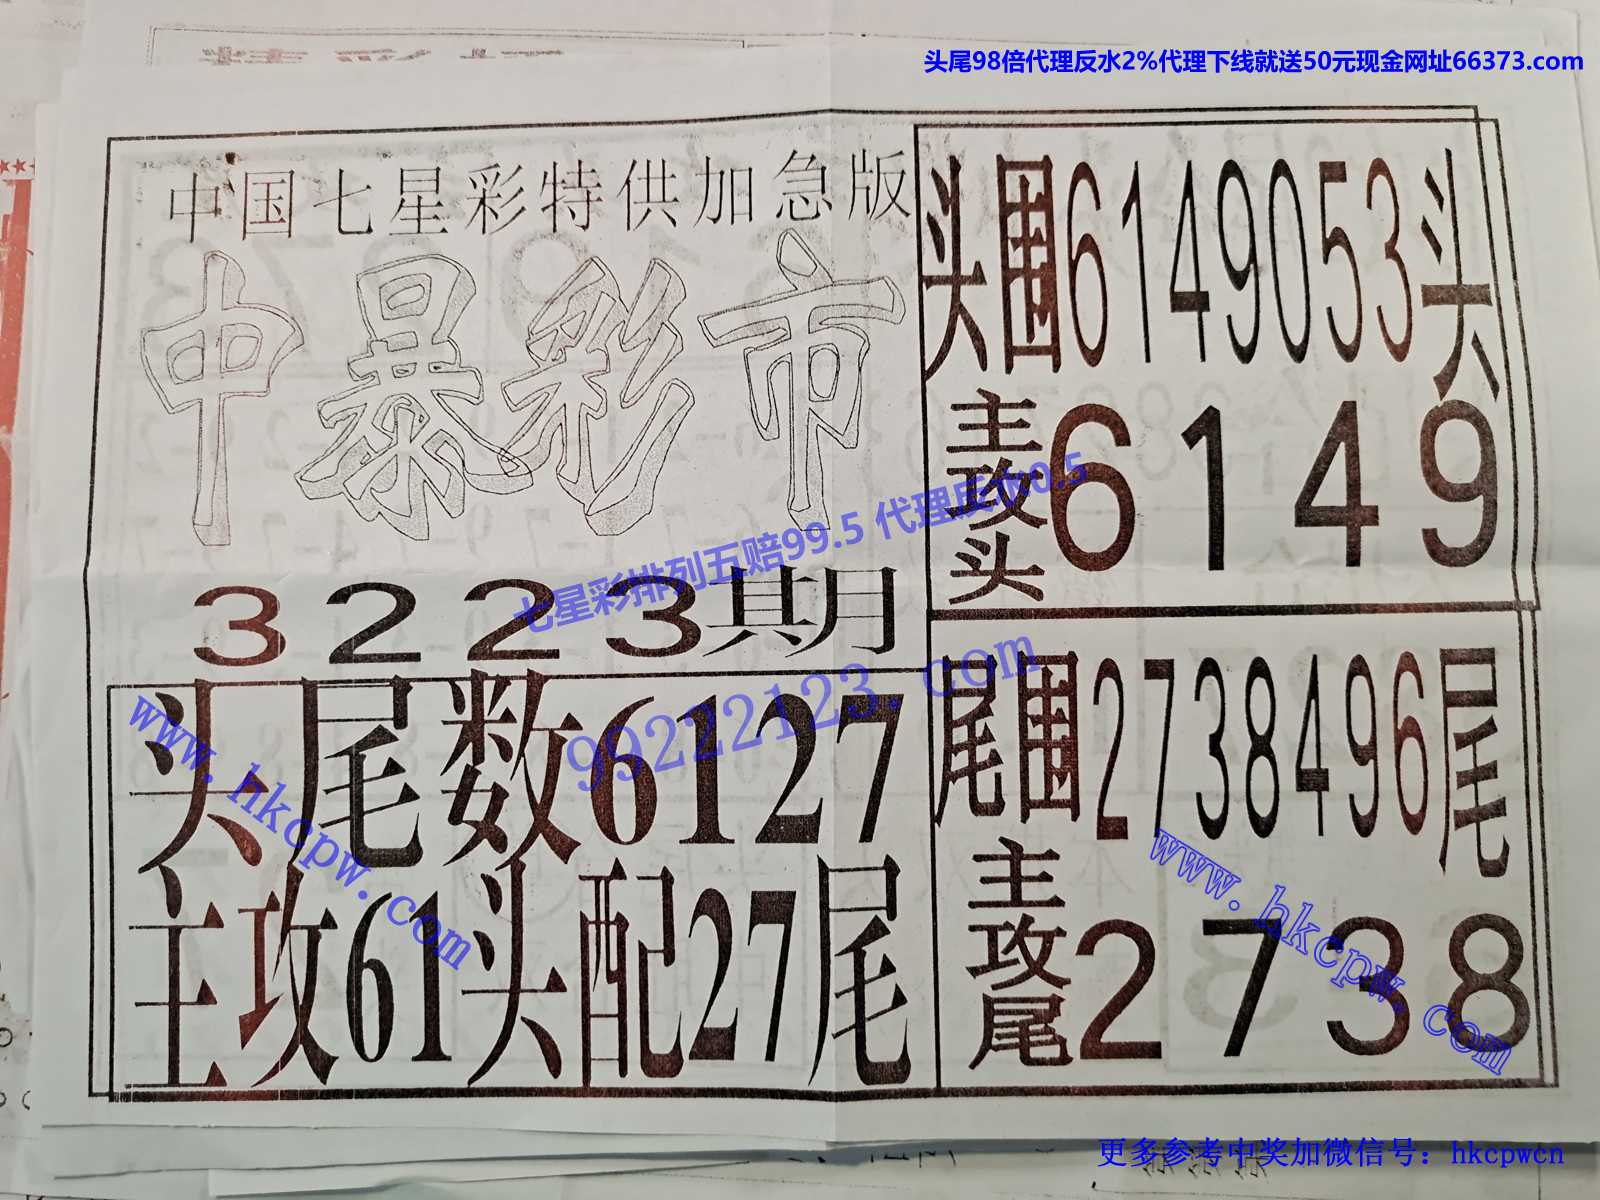 头尾98倍代理反水2%代理下线就送50元现金网址66373.com
中国七星彩特供加急版
中暴彩市
3223期
头尾数6127
主攻61头配27尾
头围6149053头
主攻头6149
尾围2738496尾
主攻尾2738
七星彩排列五赔99.5 代理反水0.5
99222123.com
www.hkcpw.com
www.hkcpw.com
更多参考中奖加微信号：hkcpwcn